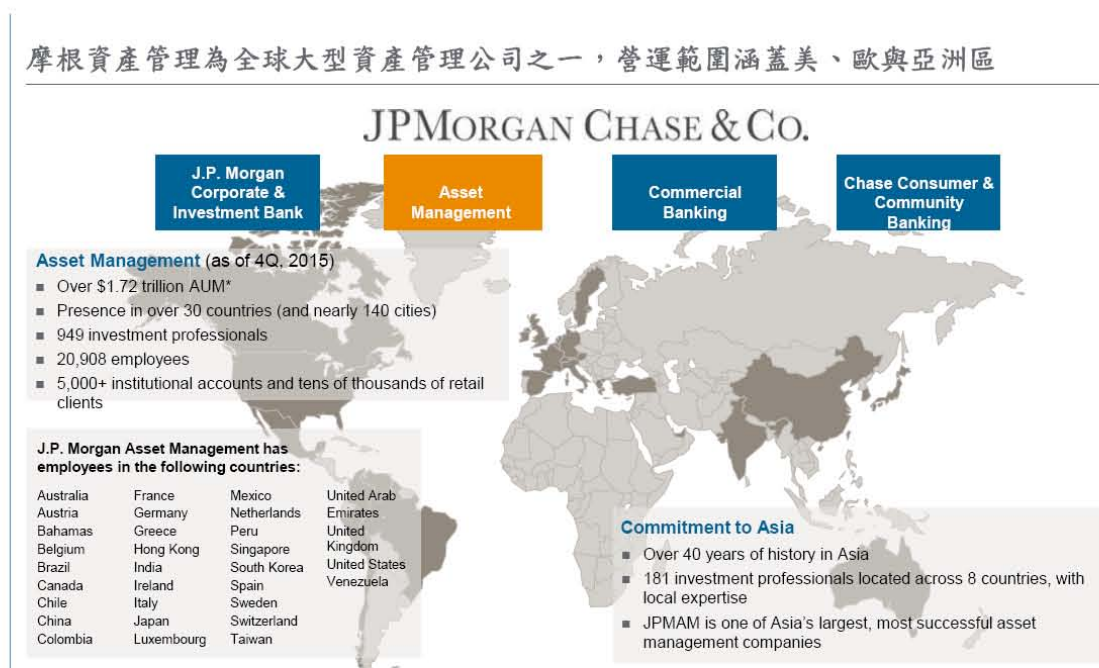 摩根資產管理為全球大型資產管理公司之一，營運範圍涵蓋美、歐與亞洲區
JPMORGAN CHASE & CO.
J.P. Morgan
Corporate &
Investment Bank
Asset
Management
Commercial
Banking
Chase Consumer &
Community
Banking
Asset Management (as of 4Q, 2015)
■ Over $1.72 trillion AUM*
■ Presence in over 30 countries (and nearly 140 cities)
■ 949 investment professionals
■ 20,908 employees
■ 5,000+ institutional accounts and tens of thousands of retail
clients
J.P. Morgan Asset Management has
employees in the following countries:
Australia
Austria
Bahamas
Belgium
Brazil
Canada
Chile
China
Colombia
France
Germany
Greece
Hong Kong
India
Ireland
Italy
Japan
Luxembourg
Mexico
Netherlands
Peru
Singapore
South Korea
Spain
Sweden
Switzerland
Taiwan
United Arab
Emirates
United
Kingdom
United States
Venezuela
Commitment to Asia
■ Over 40 years of history in Asia
■ 181 investment professionals located across 8 countries, with
local expertise
■ JPMAM is one of Asia's largest, most successful asset
management companies